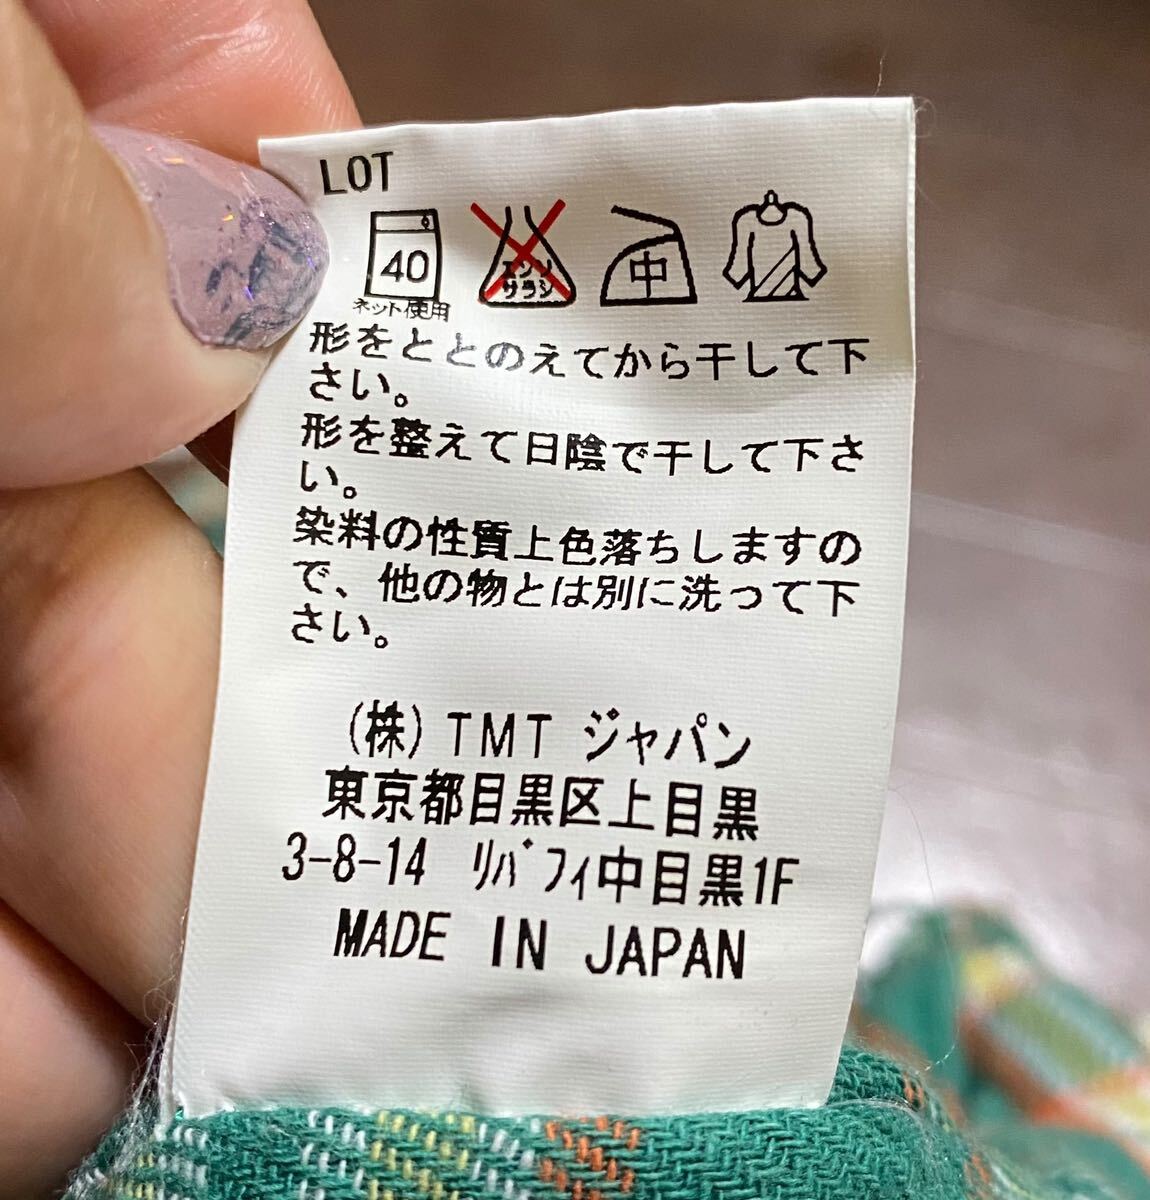 LOT
40
ネット使用
エンソ
サラシ
中
形をととのえてから干して下
さい。
形を整えて日陰で干して下さ
い。
染料の性質上色落ちしますの
で、他の物とは別に洗って下
さい。
(株) TMT ジャパン
東京都目黒区上目黒
3-8-14 ﾘﾊﾞﾌｨ中目黒1F
MADE IN JAPAN